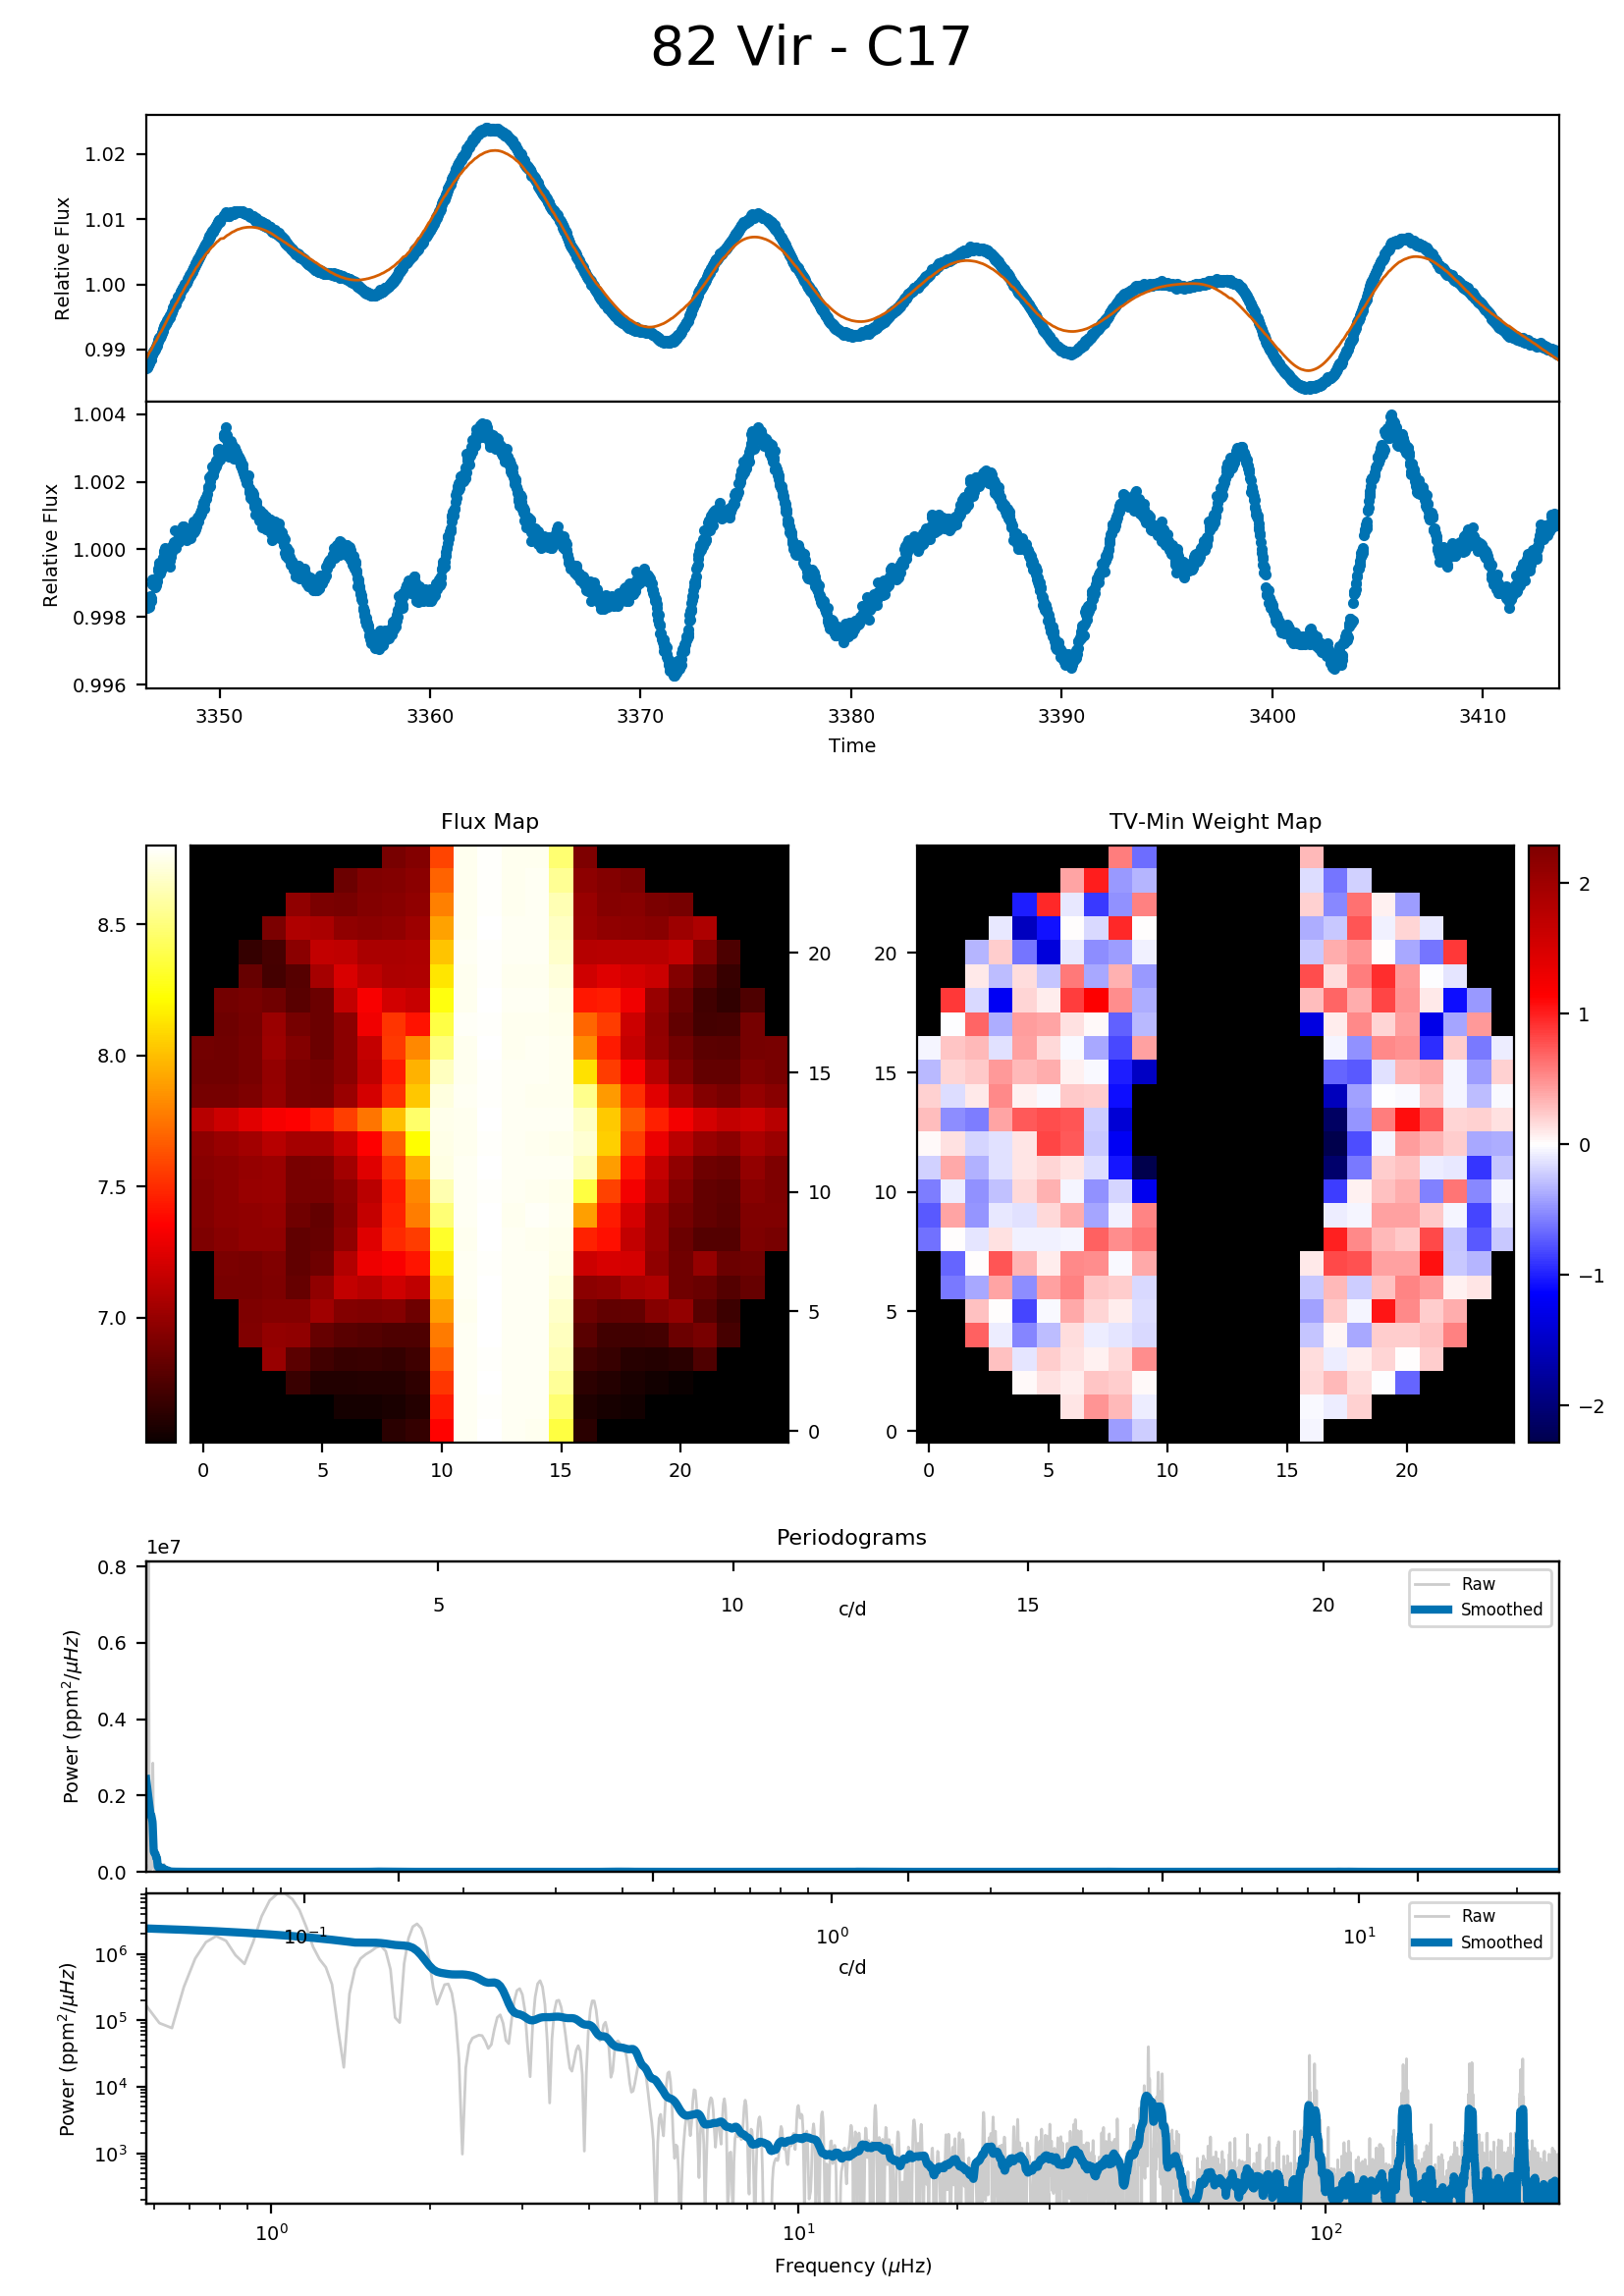 82 Vir - C17
1.02
1.01
1.00
0.99
Relative Flux
1.004
1.002
1.000
0.998
0.996
Relative Flux
3350 3360 3370 3380 3390 3400 3410
Time
Flux Map
8.5
8.0
7.5
7.0
20
15
10
5
0
0 5 10 15 20
TV-Min Weight Map
20
15
10
5
0
0 5 10 15 20
2
1
0
−1
−2
Periodograms
1e7
0.8
0.6
0.4
0.2
0.0
Power (ppm²/μHz)
5 10 15 20
c/d
Raw
Smoothed
10⁻¹ 10⁰ 10¹
c/d
Raw
Smoothed
10⁶
10⁵
10⁴
10³
Power (ppm²/μHz)
10⁰ 10¹ 10²
Frequency (μHz)